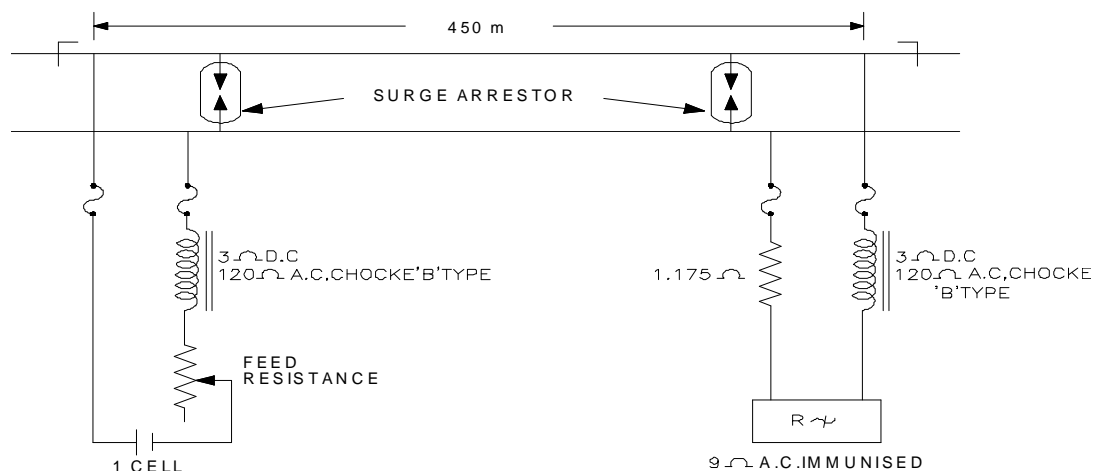 450 m
SURGE ARRESTOR
3 Ω D.C
120 Ω A.C,CHOCKE'B'TYPE
1.175 Ω
3 Ω D.C
120 Ω A.C,CHOCKE
'B'TYPE
FEED
RESISTANCE
R ~
1 CELL
9 Ω A.C.IMMUNISED